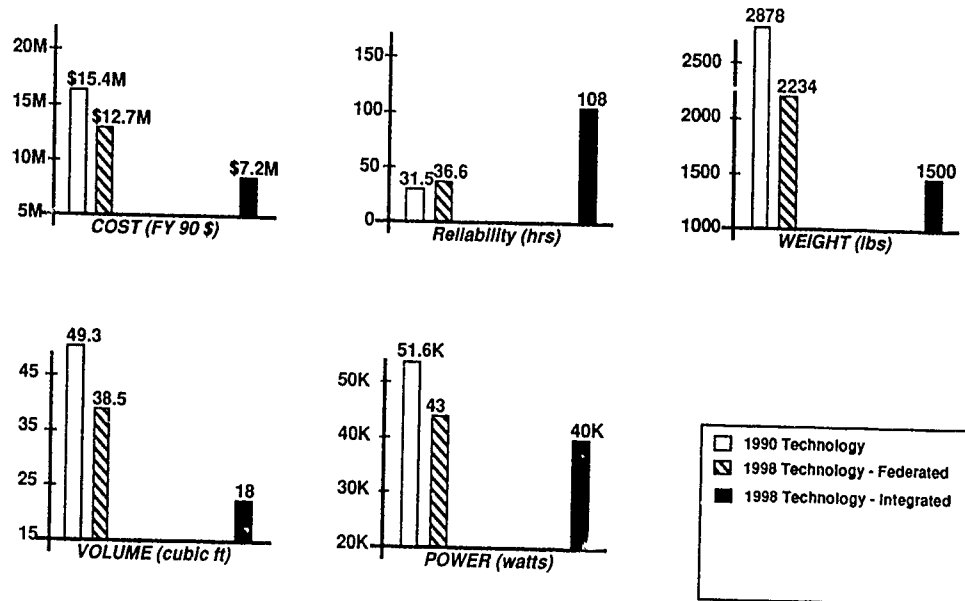 20M
$15.4M
15M
$12.7M
10M
$7.2M
5M
COST (FY 90 $)
150
108
100
50
31.5
36.6
0
Reliability (hrs)
2878
2500
2234
2000
1500
1500
1000
WEIGHT (lbs)
49.3
45
38.5
35
25
18
15
VOLUME (cubic ft)
51.6K
50K
43
40K
40K
30K
20K
POWER (watts)
1990 Technology
1998 Technology - Federated
1998 Technology - Integrated